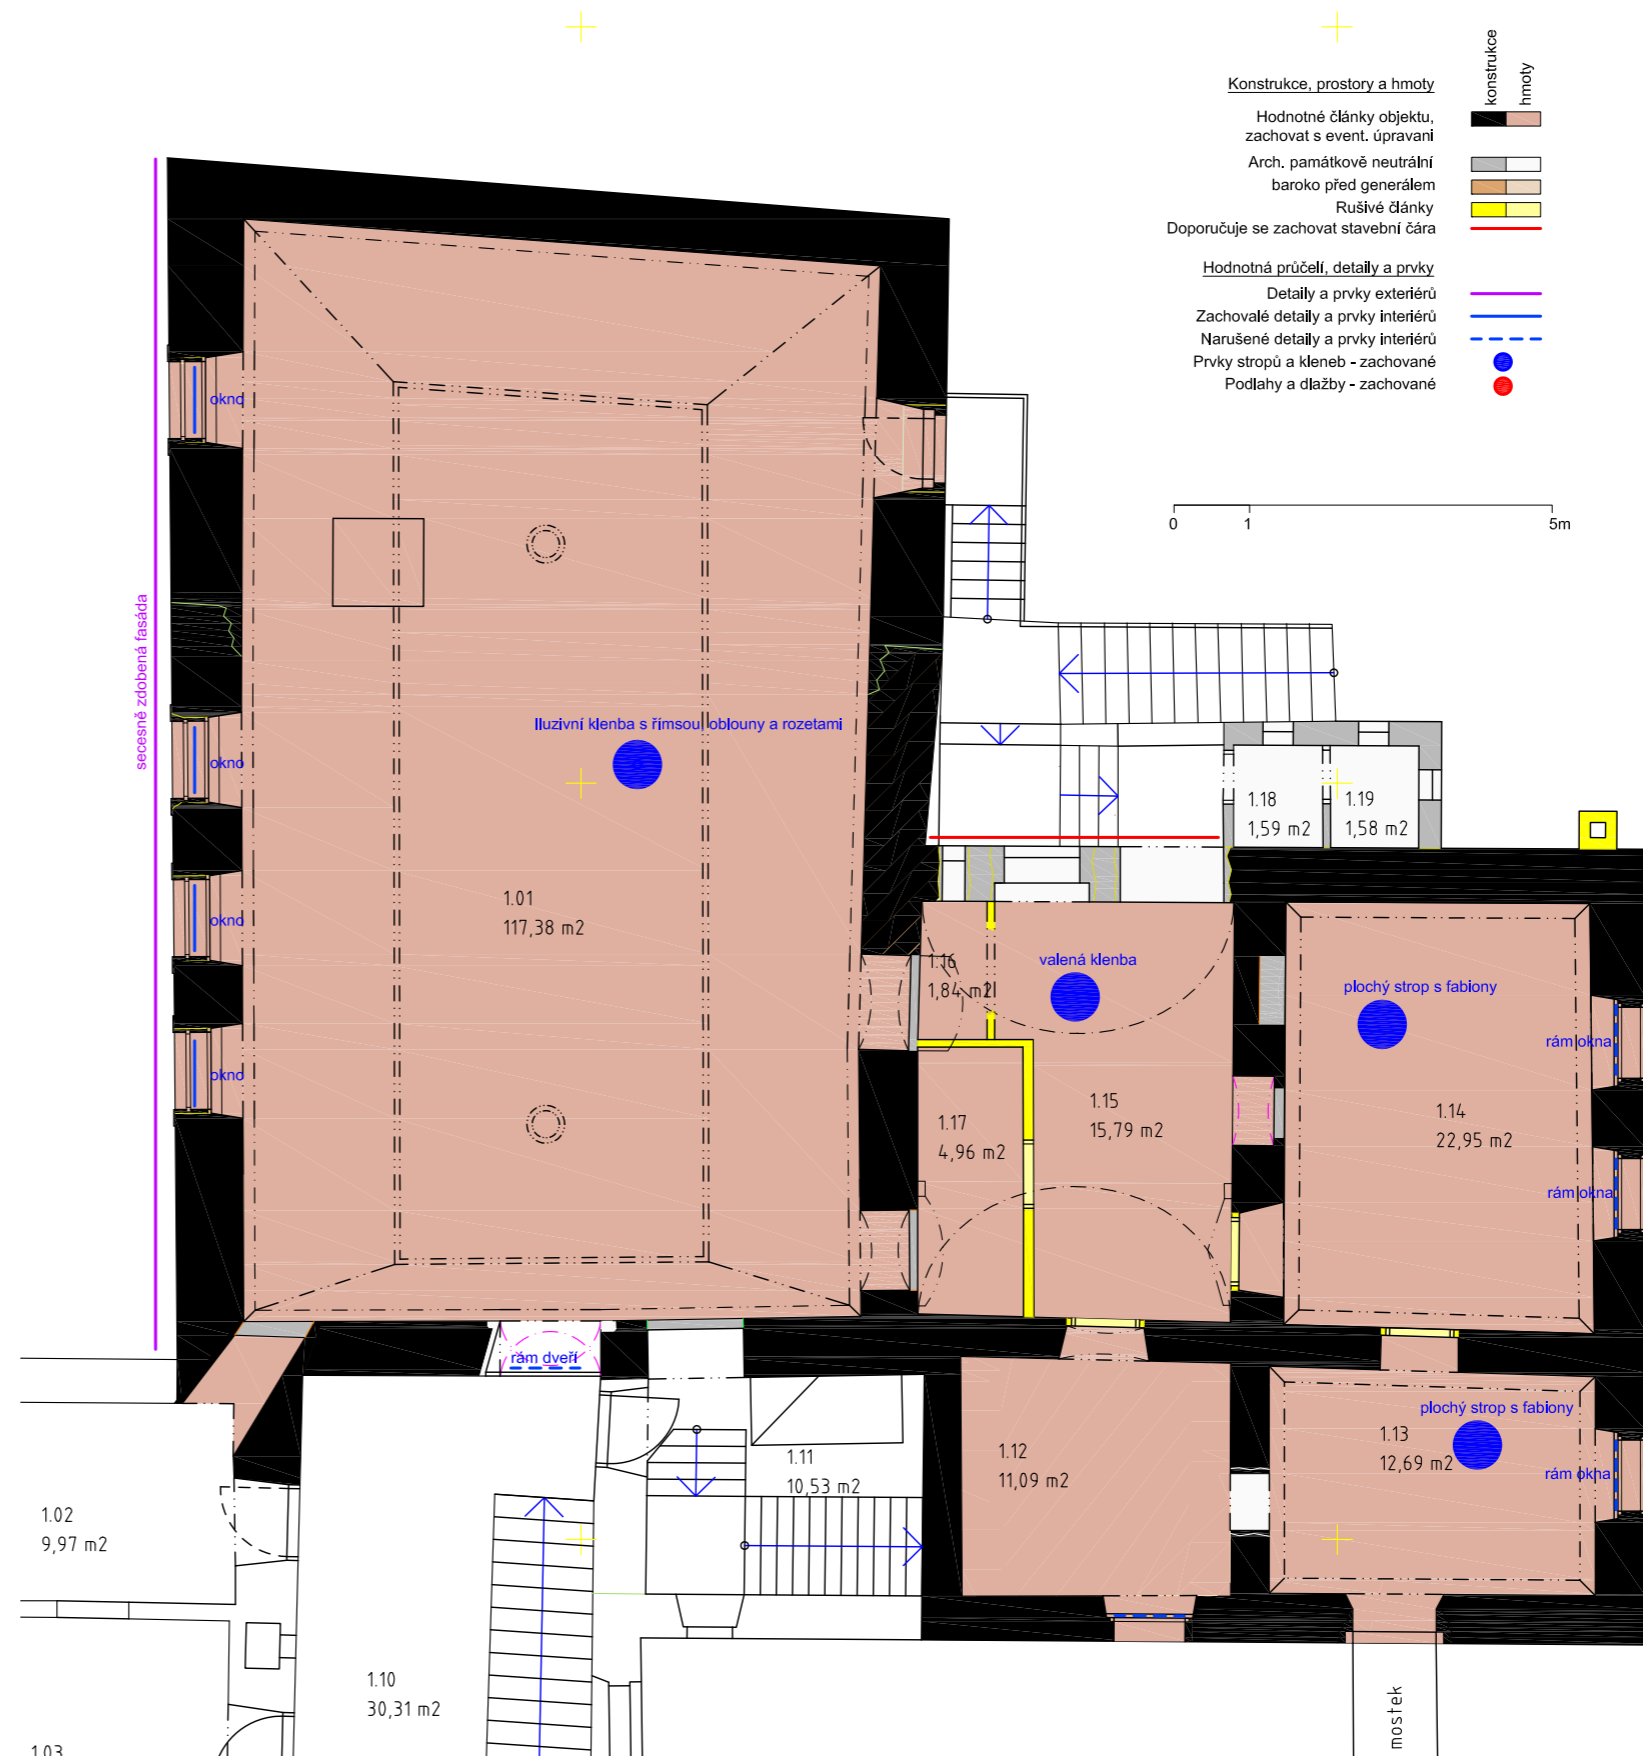 konstrukce
hmoty
Konstrukce, prostory a hmoty
Hodnotné články objektu,
zachovat s event. úpravani
Arch. památkově neutrální
baroko před generálem
Rušivé články
Doporučuje se zachovat stavební čára
Hodnotná průčelí, detaily a prvky
Detaily a prvky exteriérů
Zachovalé detaily a prvky interiérů
Narušené detaily a prvky interiérů
Prvky stropů a kleneb - zachované
Podlahy a dlažby - zachované
0 1 5m
secesně zdobená fasáda
okno
okno
okno
okno
Iluzivní klenba s římsou, oblouny a rozetami
1.01
117,38 m2
1.18
1,59 m2
1.19
1,58 m2
1.16
1,84 m2
valená klenba
plochý strop s fabiony
rám okna
1.17
4,96 m2
1.15
15,79 m2
1.14
22,95 m2
rám okna
rám dveří
plochý strop s fabiony
1.13
12,69 m2
rám okna
1.12
11,09 m2
1.11
10,53 m2
1.02
9,97 m2
1.10
30,31 m2
mostek
1.03